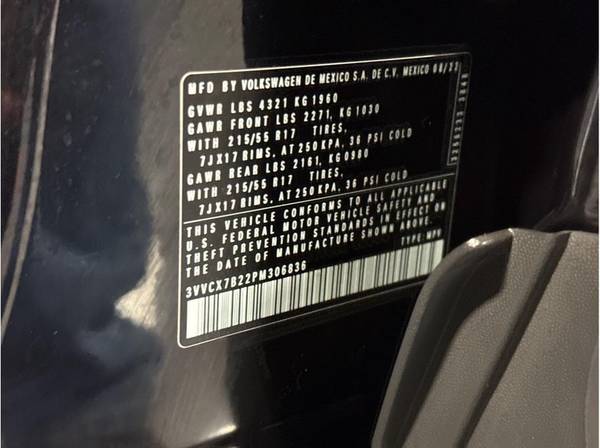 MFD BY VOLKSWAGEN DE MEXICO S.A. DE C.V. MEXICO 08/22
GVWR LBS 4321 KG 1960
GAWR FRONT LBS 2271, KG 1030
WITH 215/55 R17 TIRES,
7JX17 RIMS, AT 250 KPA, 36 PSI COLD
GAWR REAR LBS 2161, KG 0980
WITH 215/55 R17 TIRES,
7JX17 RIMS, AT 250 KPA, 36 PSI COLD
THIS VEHICLE CONFORMS TO ALL APPLICABLE
U.S. FEDERAL MOTOR VEHICLE SAFETY AND
THEFT PREVENTION STANDARDS IN EFFECT ON
THE DATE OF MANUFACTURE SHOWN ABOVE.
3VVCX7B22PM306836